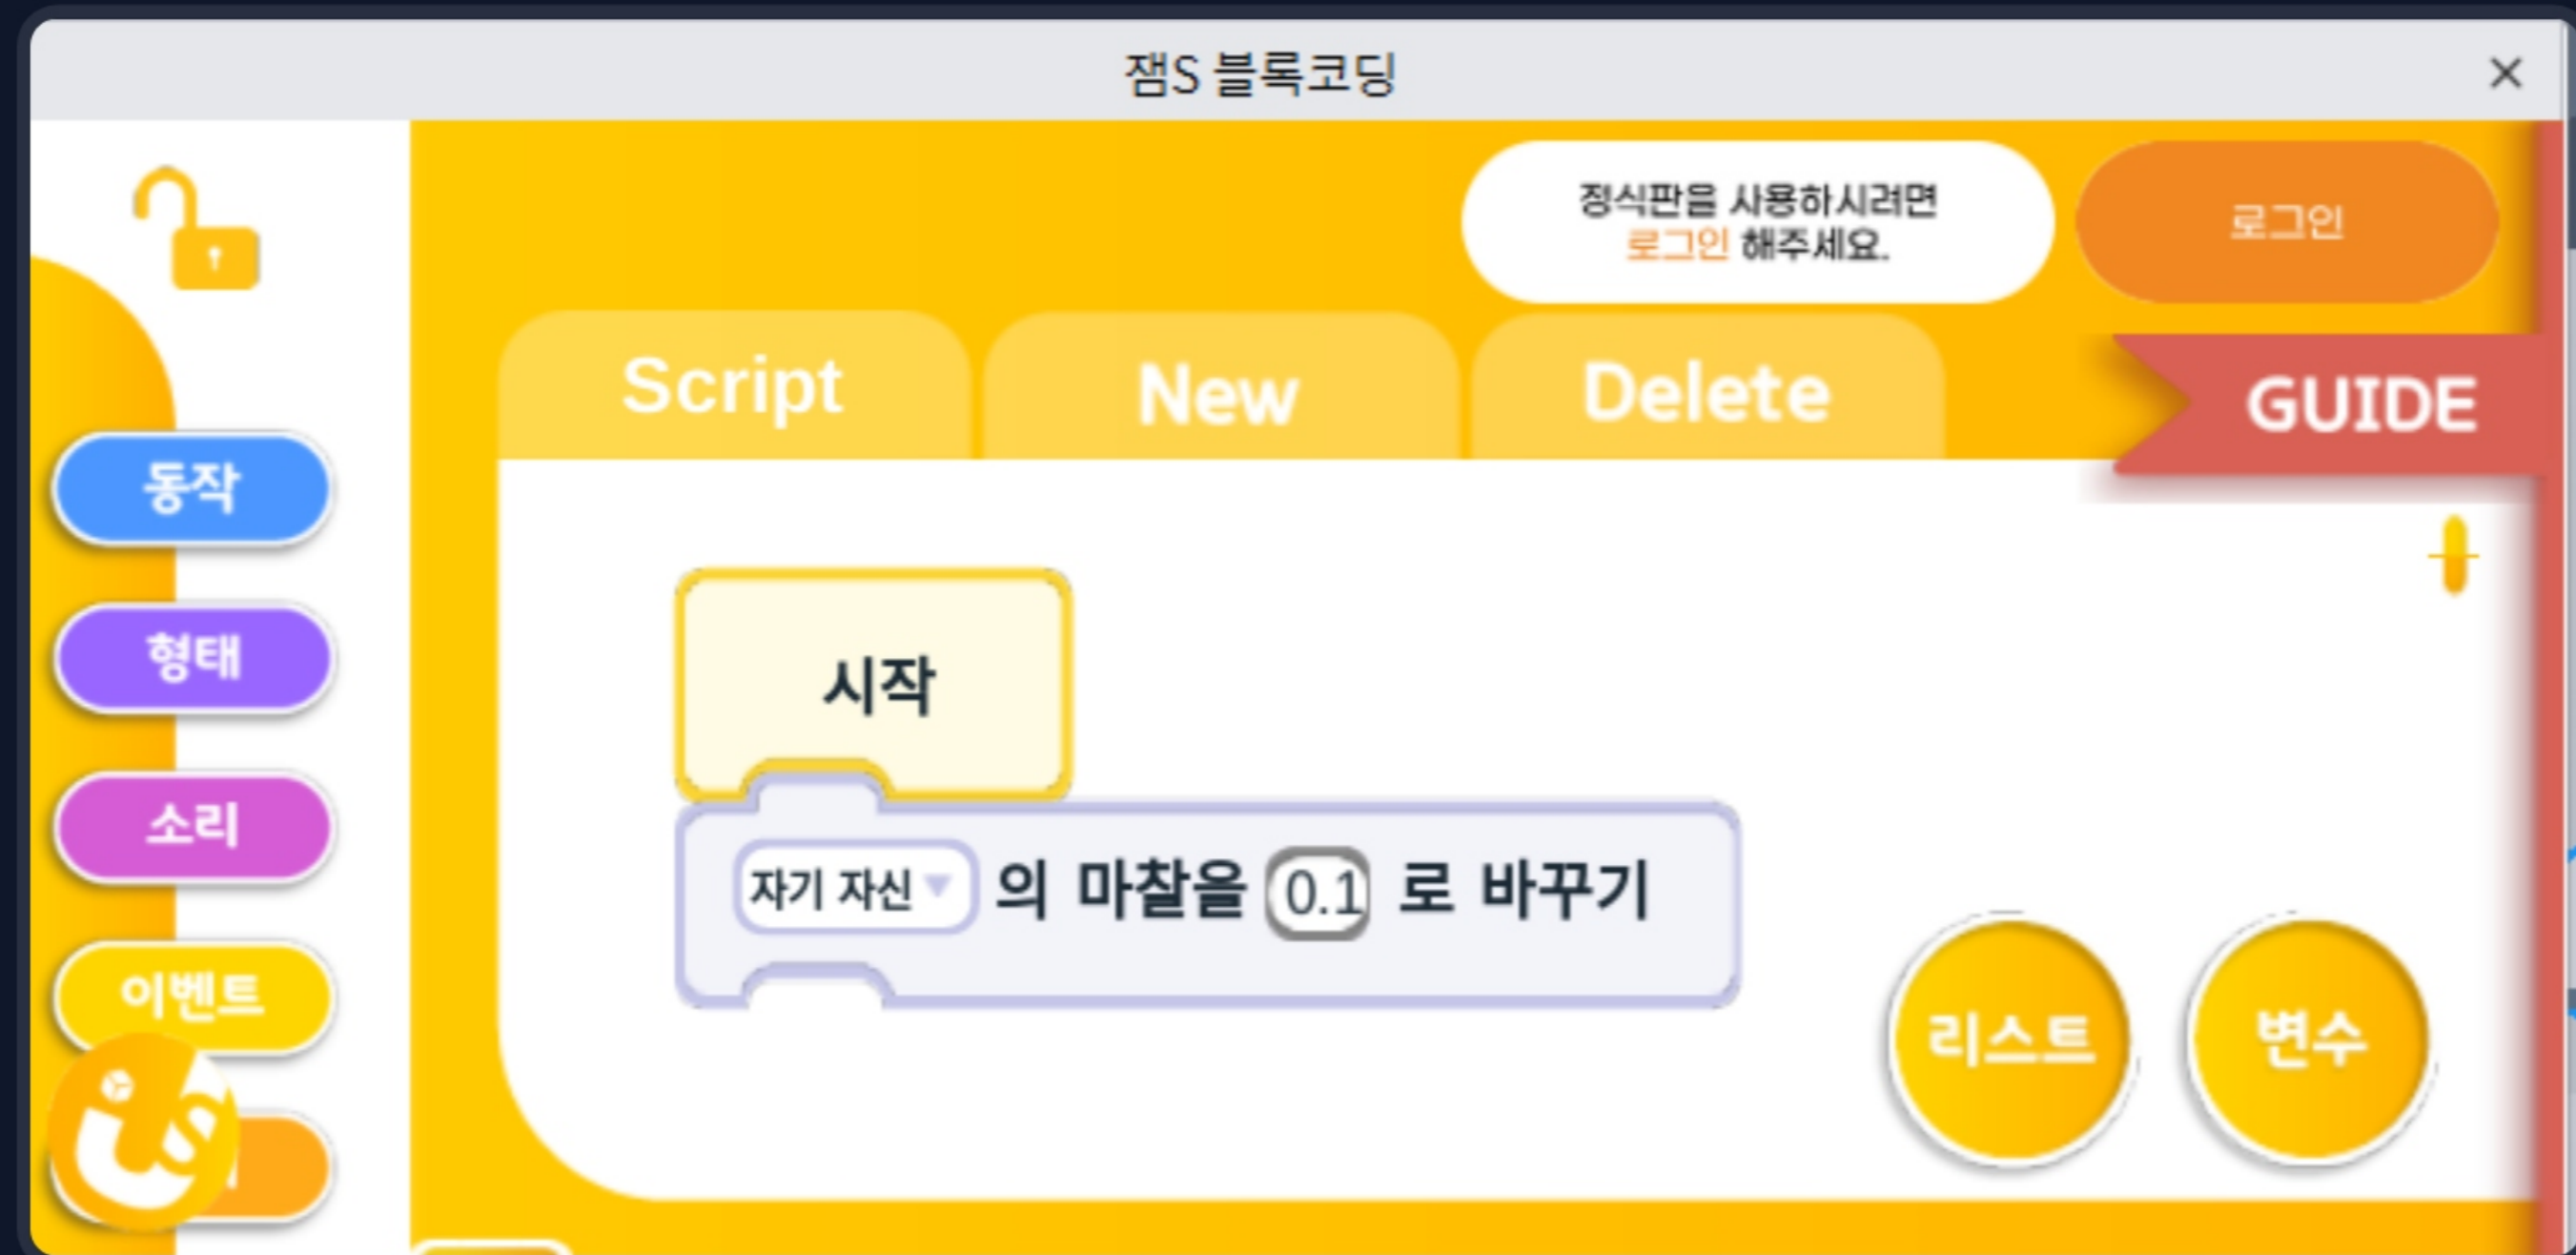 잼S 블록코딩
정식판을 사용하시려면
로그인 해주세요.
로그인
Script
New
Delete
GUIDE
동작
형태
소리
이벤트
시작
자기 자신 의 마찰을 0.1 로 바꾸기
리스트
변수